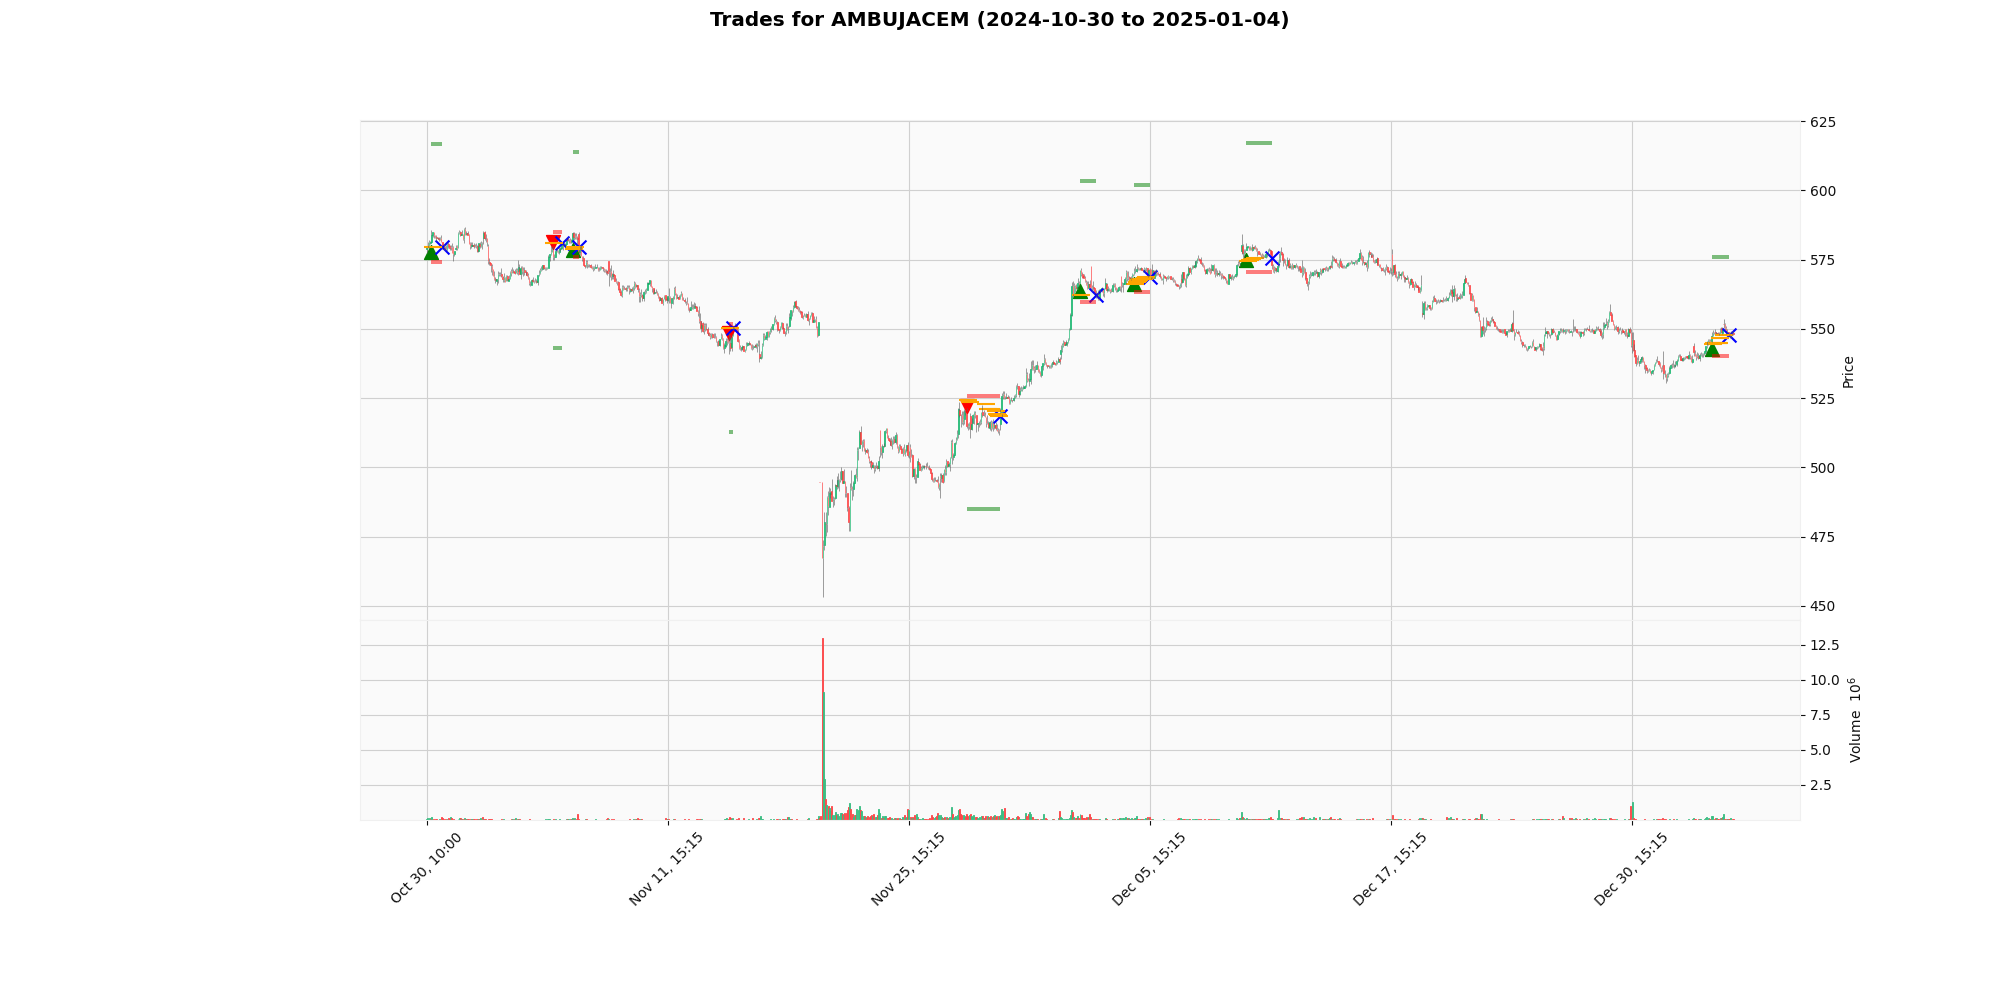 Trades for AMBUJACEM (2024-10-30 to 2025-01-04)
625
600
575
550
525
500
475
450
Price
12.5
10.0
7.5
5.0
2.5
Volume 10⁶
Oct 30, 10:00
Nov 11, 15:15
Nov 25, 15:15
Dec 05, 15:15
Dec 17, 15:15
Dec 30, 15:15